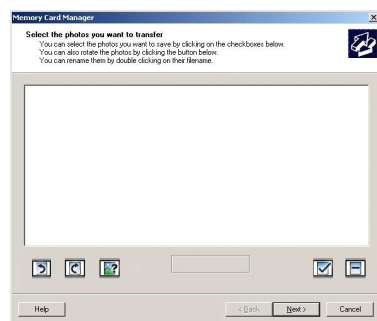 Memory Card Manager
Select the photos you want to transfer
You can select the photos you want to save by clicking on the checkboxes below.
You can also rotate the photos by clicking the button below.
You can rename them by double clicking on their filename.
Help
< Back
Next >
Cancel